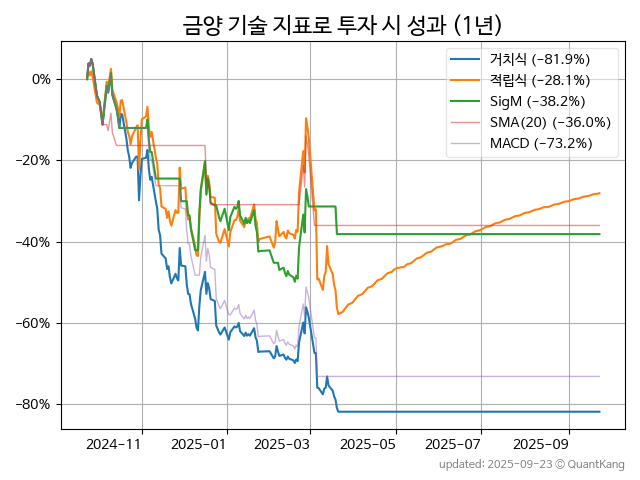 금양 기술 지표로 투자 시 성과 (1년)
거치식 (−81.9%)
적립식 (−28.1%)
SigM (−38.2%)
SMA(20) (−36.0%)
MACD (−73.2%)
0%
−20%
−40%
−60%
−80%
2024−11 2025−01 2025−03 2025−05 2025−07 2025−09
updated: 2025-09-23 ⓒ QuantKang